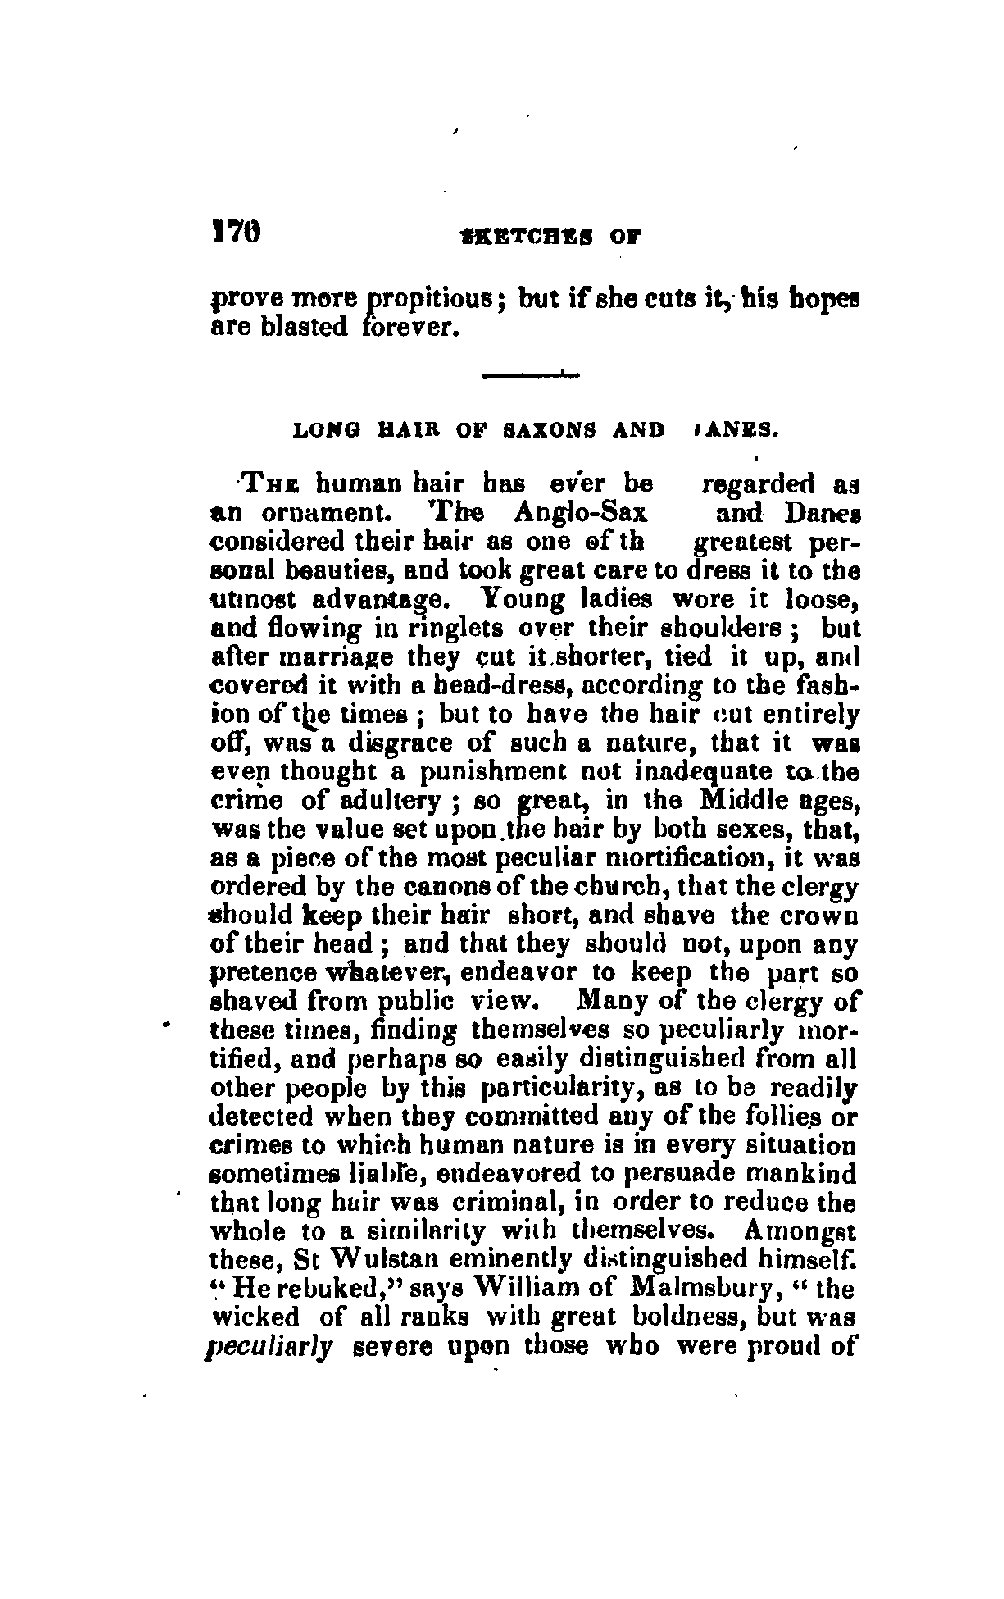 170 SKETCHES OF
prove more propitious; but if she cuts it, his hopes
are blasted forever.
LONG HAIR OF SAXONS AND DANES.
THE human hair has ever be regarded as
an ornament. The Anglo-Sax and Danes
considered their hair as one of th greatest per-
sonal beauties, and took great care to dress it to the
utmost advantage. Young ladies wore it loose,
and flowing in ringlets over their shoulders; but
after marriage they cut it shorter, tied it up, and
covered it with a head-dress, according to the fash-
ion of the times; but to have the hair cut entirely
off, was a disgrace of such a nature, that it was
even thought a punishment not inadequate to the
crime of adultery; so great, in the Middle ages,
was the value set upon the hair by both sexes, that,
as a piece of the most peculiar mortification, it was
ordered by the canons of the church, that the clergy
should keep their hair short, and shave the crown
of their head; and that they should not, upon any
pretence whatever, endeavor to keep the part so
shaved from public view. Many of the clergy of
these times, finding themselves so peculiarly mor-
tified, and perhaps so easily distinguished from all
other people by this particularity, as to be readily
detected when they committed any of the follies or
crimes to which human nature is in every situation
sometimes liable, endeavored to persuade mankind
that long hair was criminal, in order to reduce the
whole to a similarity with themselves. Amongst
these, St Wulstan eminently distinguished himself.
"He rebuked," says William of Malmsbury, "the
wicked of all ranks with great boldness, but was
peculiarly severe upon those who were proud of